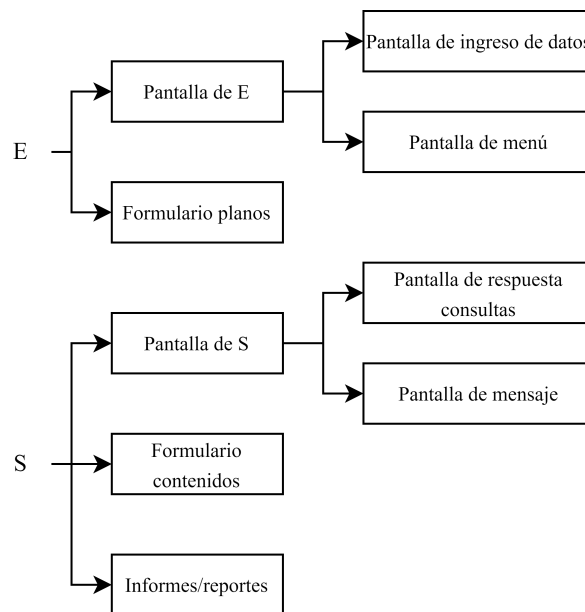 Pantalla de ingreso de datos
Pantalla de E
Pantalla de menú
E
Formulario planos
Pantalla de respuesta
consultas
Pantalla de S
Pantalla de mensaje
S
Formulario
contenidos
Informes/reportes